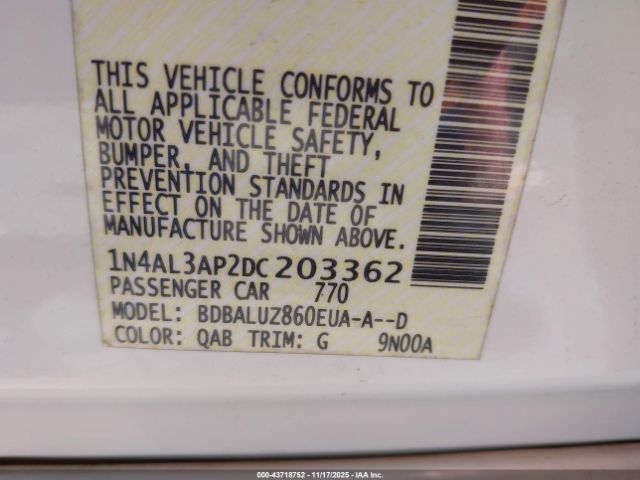 THIS VEHICLE CONFORMS TO
ALL APPLICABLE FEDERAL
MOTOR VEHICLE SAFETY,
BUMPER, AND THEFT
PREVENTION STANDARDS IN
EFFECT ON THE DATE OF
MANUFACTURE SHOWN ABOVE.
1N4AL3AP2DC203362
PASSENGER CAR 770
MODEL: BDBALUZ860EUA-A--D
COLOR: QAB TRIM: G 9N00A
000-43718752 - 11/17/2025 - IAA Inc.